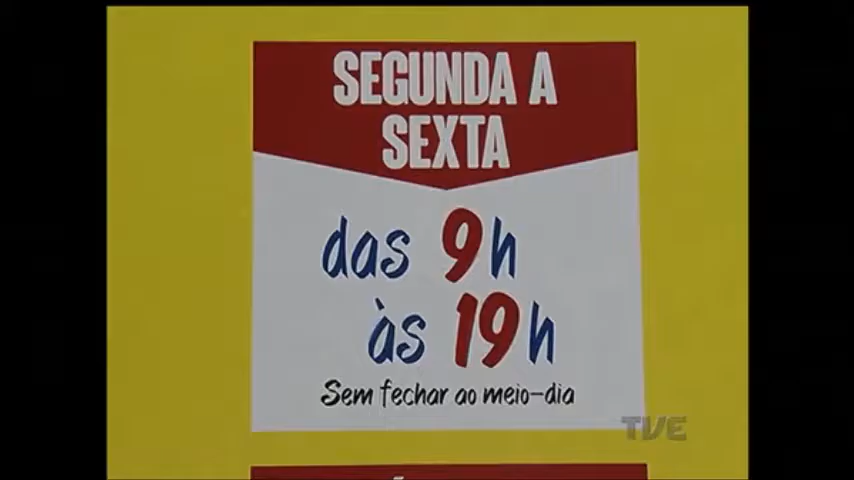 SEGUNDA A
SEXTA
das 9h
às 19h
Sem fechar ao meio-dia
TVE